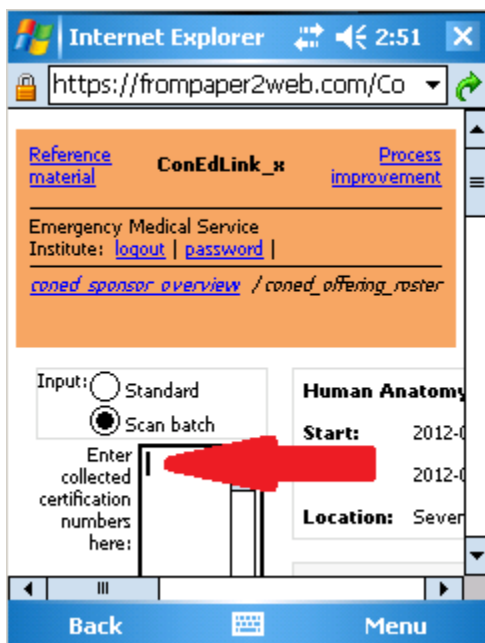 Internet Explorer 2:51
https://frompaper2web.com/Co
Reference material ConEdLink_x Process improvement
Emergency Medical Service
Institute: logout | password |
coned sponsor overview / coned_offering_roster
Input: Standard
Scan batch
Enter
collected
certification
numbers
here:
Human Anatomy
Start: 2012-0
2012-0
Location: Sever
Back Menu